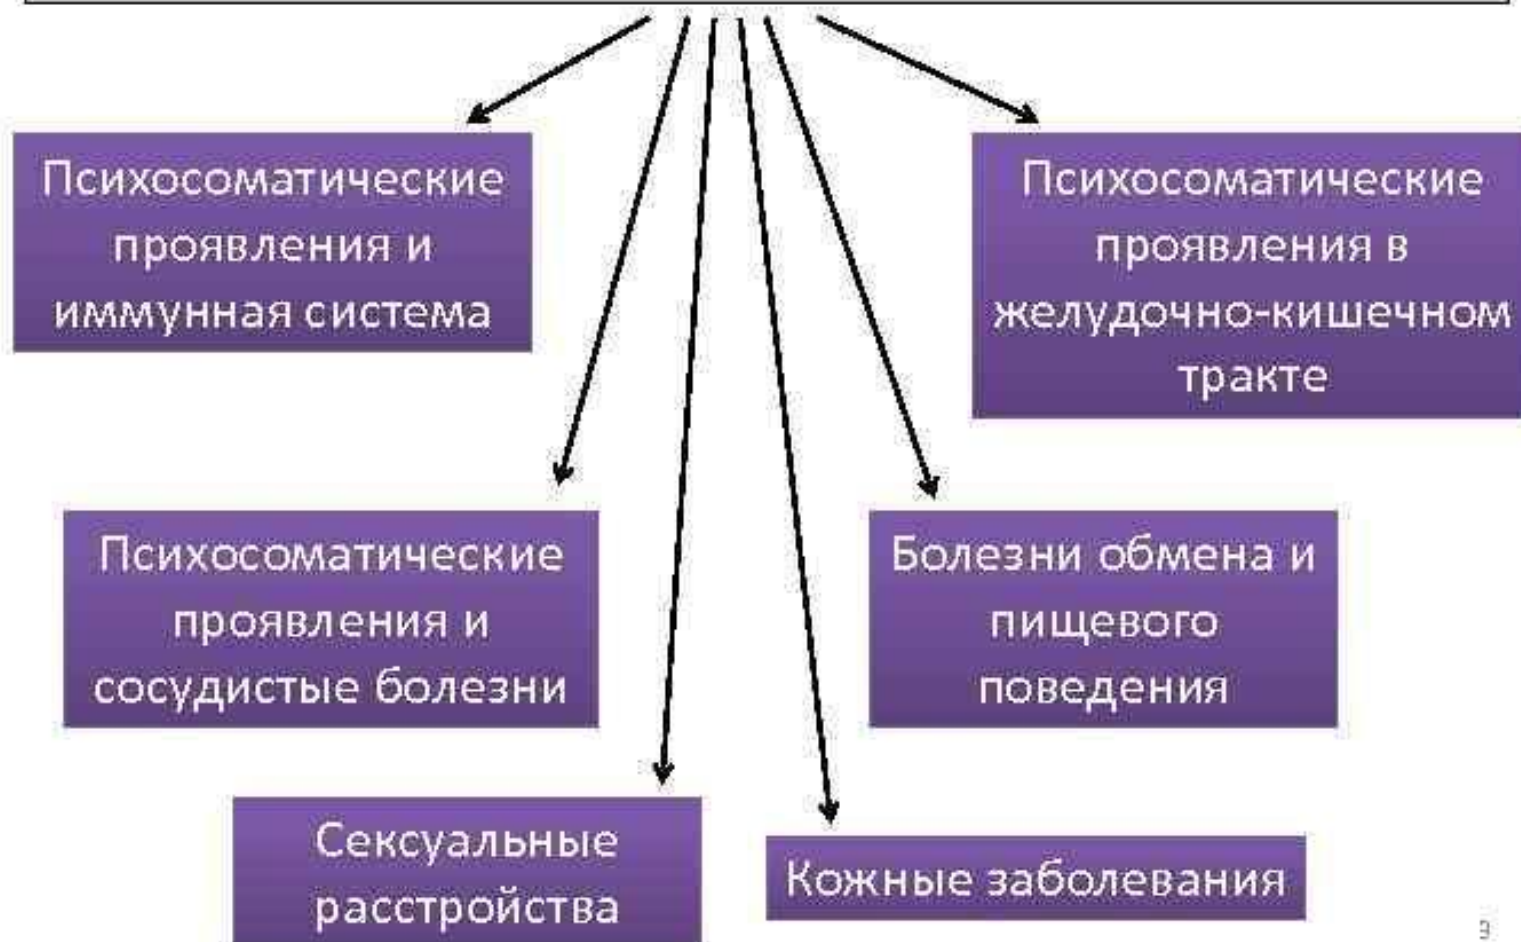 Психосоматические
проявления и
иммунная система
Психосоматические
проявления в
желудочно-кишечном
тракте
Психосоматические
проявления и
сосудистые болезни
Болезни обмена и
пищевого
поведения
Сексуальные
расстройства
Кожные заболевания